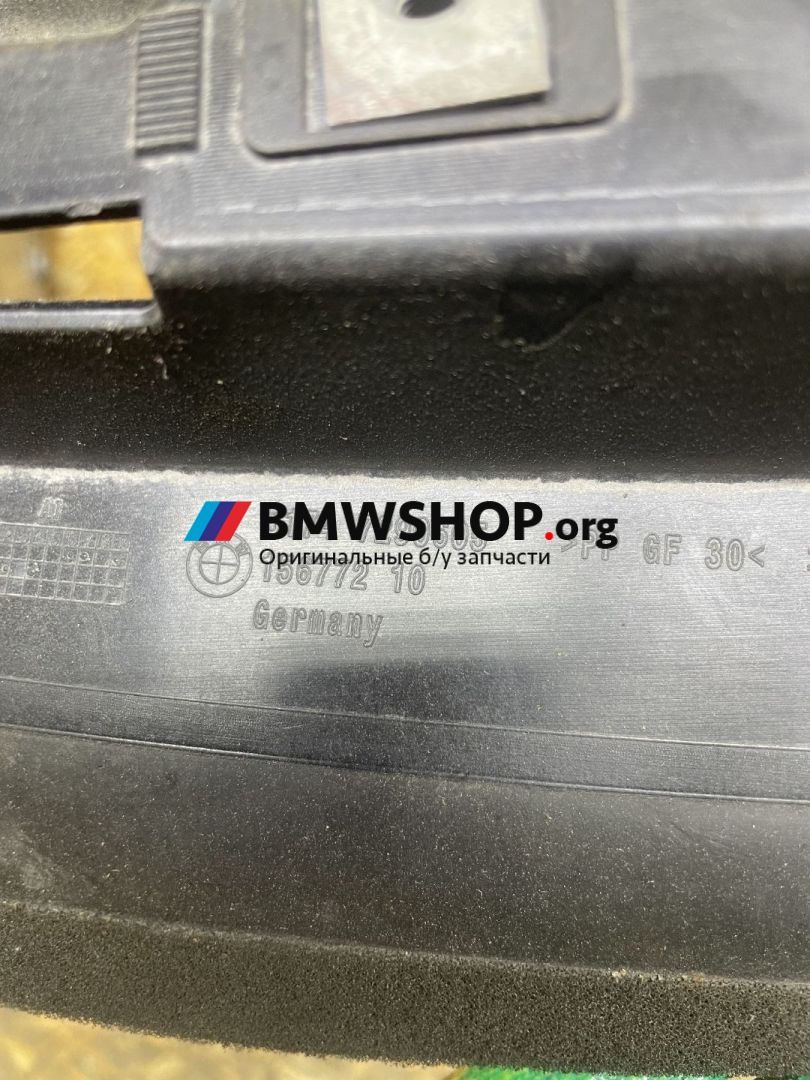 BMWSHOP.org
Оригинальные б/у запчасти
GF 30<
156772 10
Germany